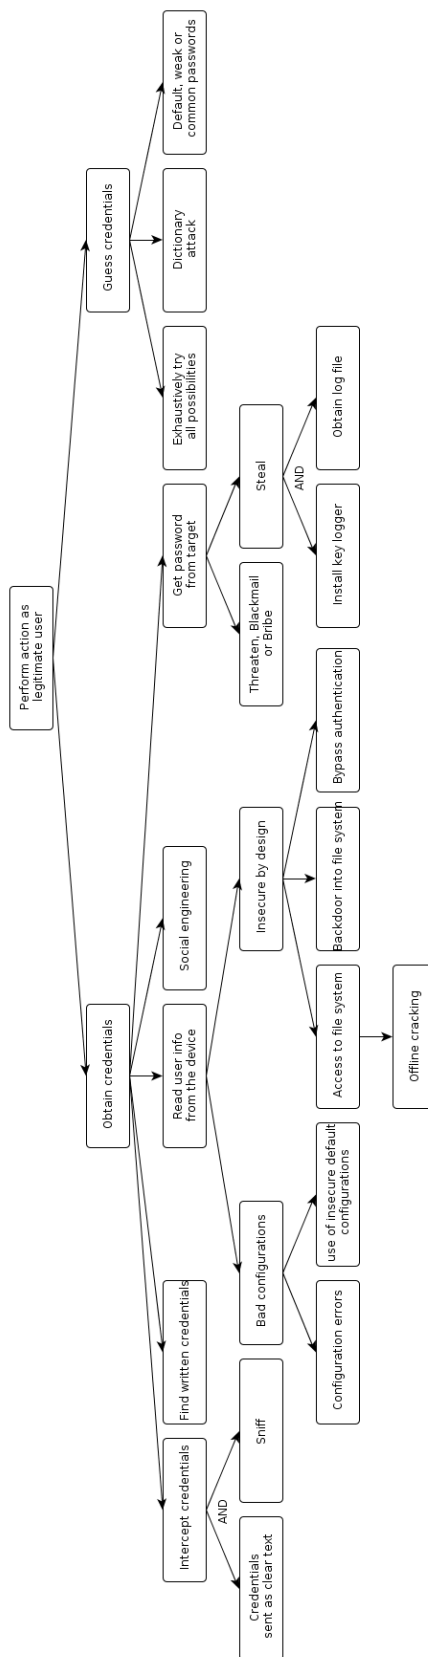 Perform action as
legitimate user
Obtain credentials
Guess credentials
Intercept credentials
Find written credentials
Read user info
from the device
Social engineering
Get password
from target
Exhaustively try
all possibilities
Dictionary
attack
Default, weak or
common passwords
Credentials
sent as clear text
AND
Sniff
Bad configurations
Insecure by design
Threaten, Blackmail
or Bribe
Steal
Configuration errors
use of insecure default
configurations
Access to file system
Backdoor into file system
Bypass authentication
Install key logger
AND
Obtain log file
Offline cracking